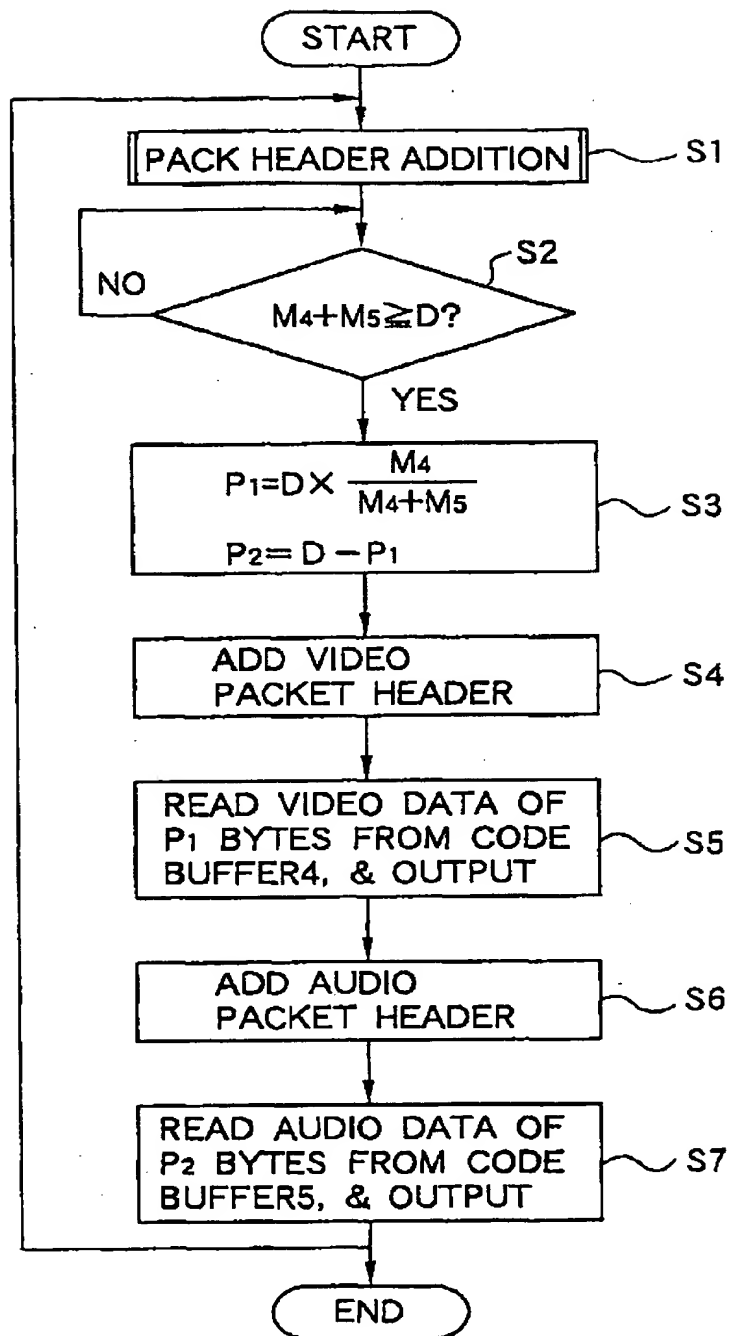 START
PACK HEADER ADDITION
S1
S2
NO
M4+M5≧D?
YES
P1=D× M4/M4+M5
P2=D−P1
S3
ADD VIDEO
PACKET HEADER
S4
READ VIDEO DATA OF
P1 BYTES FROM CODE
BUFFER4, & OUTPUT
S5
ADD AUDIO
PACKET HEADER
S6
READ AUDIO DATA OF
P2 BYTES FROM CODE
BUFFER5, & OUTPUT
S7
END